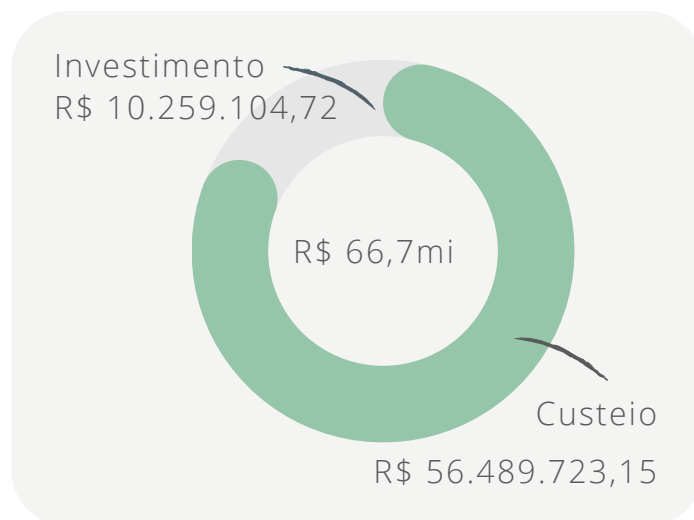 Investimento
R$ 10.259.104,72
R$ 66,7mi
Custeio
R$ 56.489.723,15